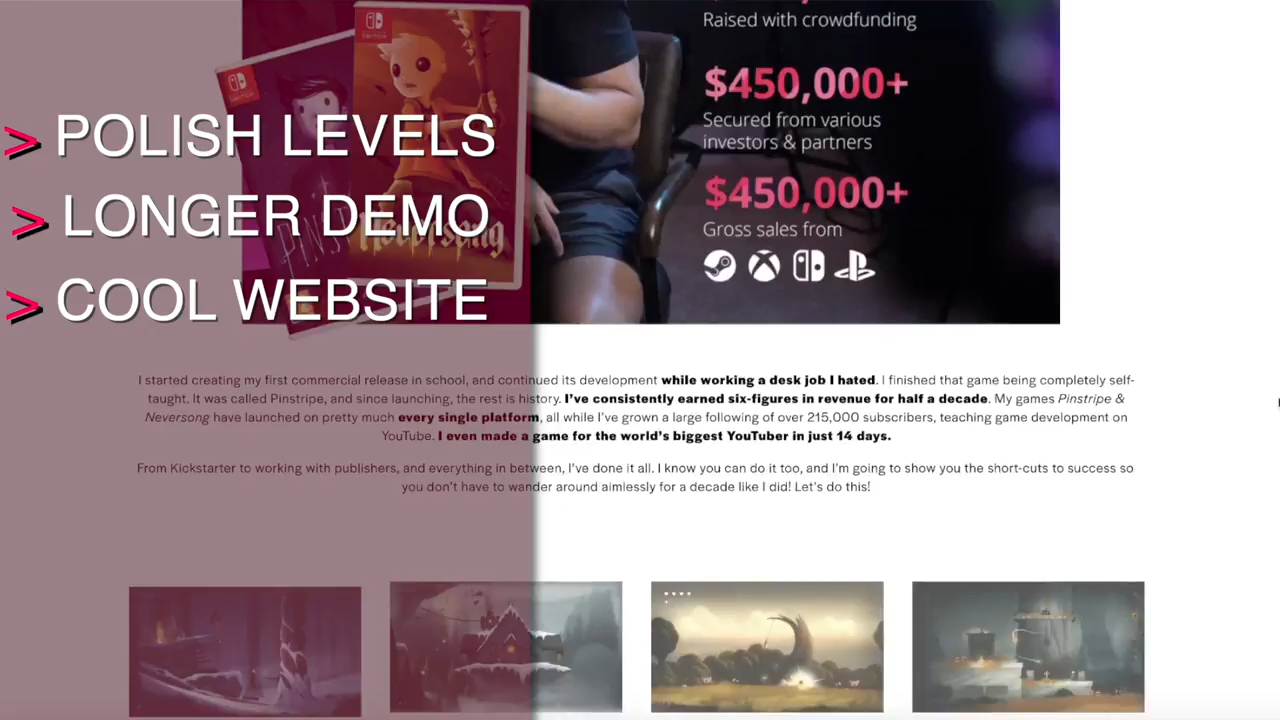 Raised with crowdfunding
$450,000+
Secured from various
investors & partners
$450,000+
Gross sales from
> POLISH LEVELS
> LONGER DEMO
> COOL WEBSITE
Neversong
I started creating my first commercial release in school, and continued its development while working a desk job I hated. I finished that game being completely self-
taught. It was called Pinstripe, and since launching, the rest is history. I've consistently earned six-figures in revenue for half a decade. My games Pinstripe &
Neversong have launched on pretty much every single platform, all while I've grown a large following of over 215,000 subscribers, teaching game development on
YouTube. I even made a game for the world's biggest YouTuber in just 14 days.
From Kickstarter to working with publishers, and everything in between, I've done it all. I know you can do it too, and I'm going to show you the short-cuts to success so
you don't have to wander around aimlessly for a decade like I did! Let's do this!